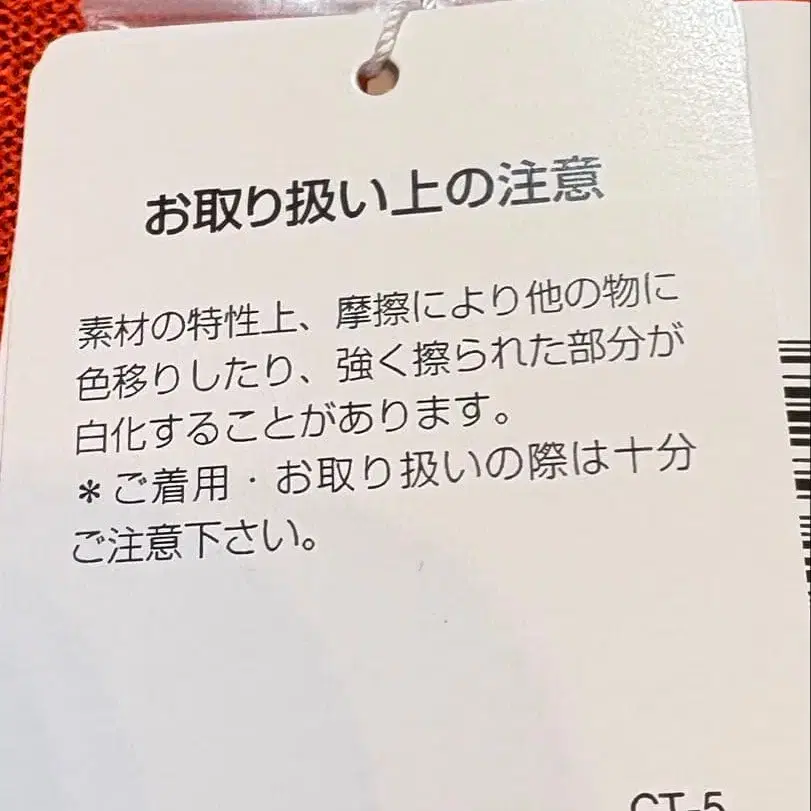 お取り扱い上の注意
素材の特性上、摩擦により他の物に
色移りしたり、強く擦られた部分が
白化することがあります。
＊ご着用・お取り扱いの際は十分
ご注意下さい。
CT-5